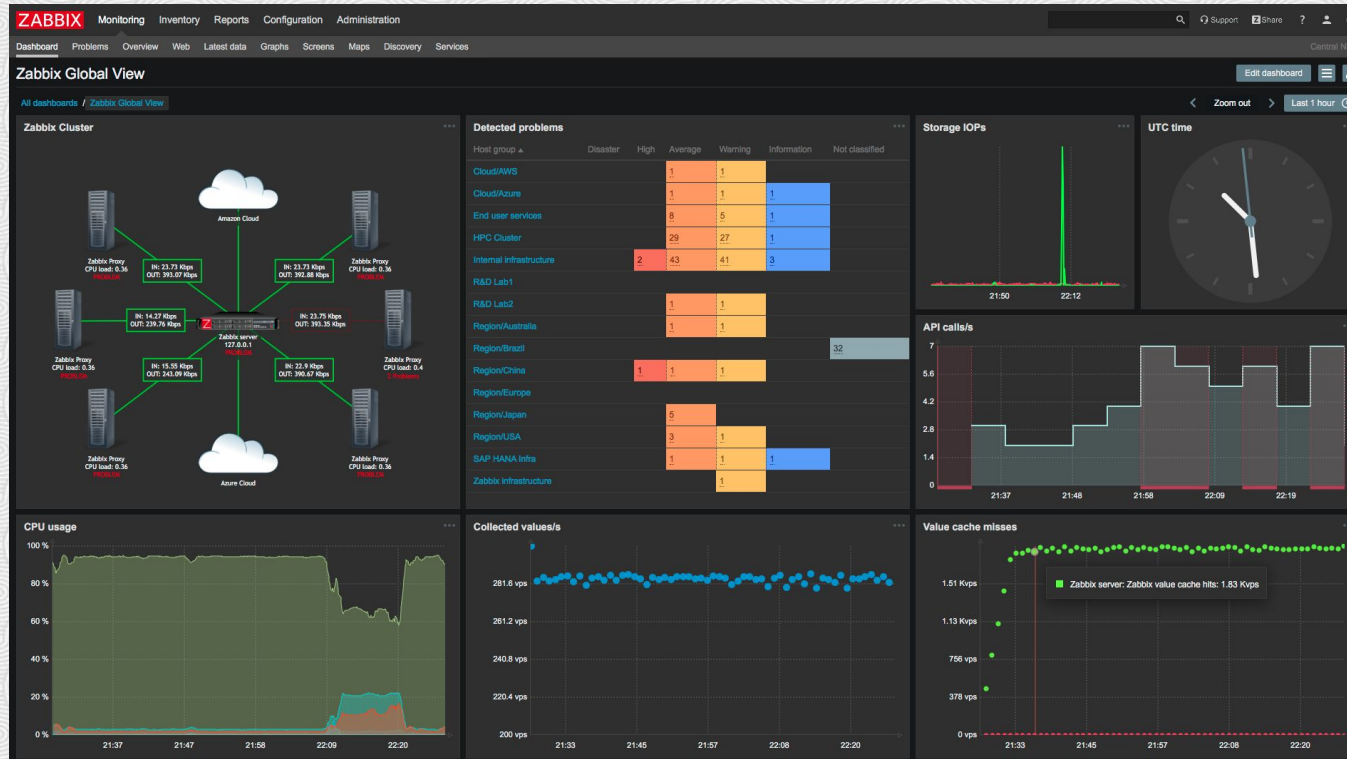 ZABBIX Monitoring Inventory Reports Configuration Administration Support Z Share ?
Dashboard Problems Overview Web Latest data Graphs Screens Maps Discovery Services Central N
Zabbix Global View Edit dashboard
All dashboards / Zabbix Global View Zoom out Last 1 hour
Zabbix Cluster
Amazon Cloud
Zabbix Proxy
CPU load: 0.36
PROBLEM
IN: 23.73 Kbps
OUT: 393.07 Kbps
IN: 23.73 Kbps
OUT: 392.88 Kbps
Zabbix Proxy
CPU load: 0.36
PROBLEM
IN: 14.27 Kbps
OUT: 239.76 Kbps
Z
Zabbix server
127.0.0.1
PROBLEM
IN: 23.75 Kbps
OUT: 393.35 Kbps
Zabbix Proxy
CPU load: 0.36
PROBLEM
Zabbix Proxy
CPU load: 0.4
2 Problems
IN: 15.55 Kbps
OUT: 243.09 Kbps
IN: 22.9 Kbps
OUT: 390.67 Kbps
Zabbix Proxy
CPU load: 0.36
PROBLEM
Azure Cloud
Zabbix Proxy
CPU load: 0.36
PROBLEM
Detected problems
Host group Disaster High Average Warning Information Not classified
Cloud/AWS 1 1
Cloud/Azure 1 1 1
End user services 8 5 1
HPC Cluster 29 27 1
Internal infrastructure 2 43 41 3
R&D Lab1
R&D Lab2 1 1
Region/Australia 1 1
Region/Brazil 32
Region/China 1 1 1
Region/Europe
Region/Japan 5
Region/USA 3 1
SAP HANA Infra 1 1 1
Zabbix infrastructure 1
Storage IOPs
21:50 22:12
UTC time
API calls/s
7
5.6
4.2
2.8
1.4
0
21:37 21:48 21:58 22:09 22:19
CPU usage
100 %
80 %
60 %
40 %
20 %
0 %
21:37 21:47 21:58 22:09 22:20
Collected values/s
281.6 vps
261.2 vps
240.8 vps
220.4 vps
200 vps
21:33 21:45 21:57 22:08 22:20
Value cache misses
1.51 Kvps
Zabbix server: Zabbix value cache hits: 1.83 Kvps
1.13 Kvps
756 vps
378 vps
0 vps
21:33 21:45 21:57 22:08 22:20